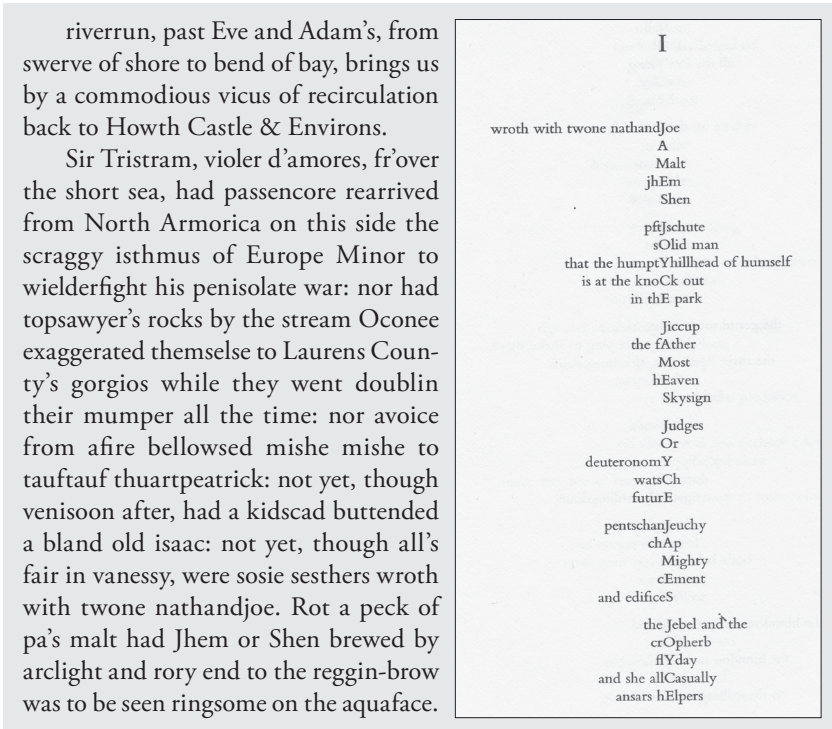 riverrun, past Eve and Adam’s, from
swerve of shore to bend of bay, brings us
by a commodious vicus of recirculation
back to Howth Castle & Environs.
Sir Tristram, violer d’amores, fr’over
the short sea, had passencore rearrived
from North Armorica on this side the
scraggy isthmus of Europe Minor to
wielderfight his penisolate war: nor had
topsawyer’s rocks by the stream Oconee
exaggerated themselse to Laurens Coun-
ty’s gorgios while they went doublin
their mumper all the time: nor avoice
from afire bellowsed mishe mishe to
tauftauf thuartpeatrick: not yet, though
venisoon after, had a kidscad buttended
a bland old isaac: not yet, though all’s
fair in vanessy, were sosie sesthers wroth
with twone nathandjoe. Rot a peck of
pa’s malt had Jhem or Shen brewed by
arclight and rory end to the reggin-brow
was to be seen ringsome on the aquaface.
I
wroth with twone nathandJoe
A
Malt
jhEm
Shen
pftJschute
sOlid man
that the humptYhillhead of humself
is at the knoCk out
in thE park
Jiccup
the fAther
Most
hEaven
Skysign
Judges
Or
deuteronomY
watsCh
futurE
pentschanJeuchy
chAp
Mighty
cEment
and edificeS
the Jebel and the
crOpherb
flYday
and she allCasually
ansars hElpers